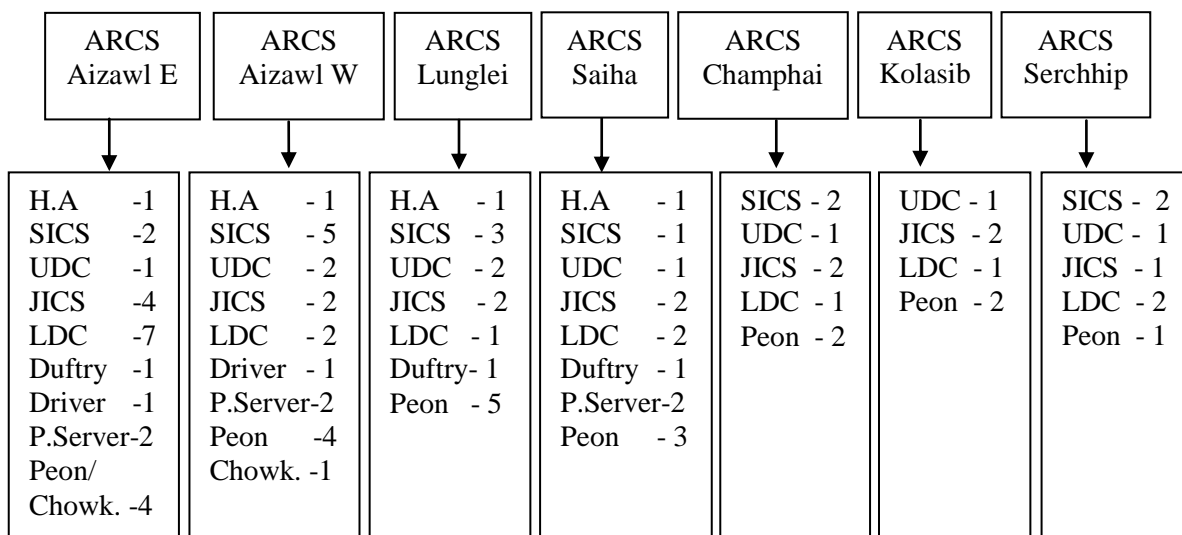 ARCS
Aizawl E
ARCS
Aizawl W
ARCS
Lunglei
ARCS
Saiha
ARCS
Champhai
ARCS
Kolasib
ARCS
Serchhip
H.A -1
SICS -2
UDC -1
JICS -4
LDC -7
Duftry -1
Driver -1
P.Server-2
Peon/
Chowk. -4
H.A - 1
SICS - 5
UDC - 2
JICS - 2
LDC - 2
Driver - 1
P.Server-2
Peon -4
Chowk. -1
H.A - 1
SICS - 3
UDC - 2
JICS - 2
LDC - 1
Duftry- 1
Peon - 5
H.A - 1
SICS - 1
UDC - 1
JICS - 2
LDC - 2
Duftry - 1
P.Server-2
Peon - 3
SICS - 2
UDC - 1
JICS - 2
LDC - 1
Peon - 2
UDC - 1
JICS - 2
LDC - 1
Peon - 2
SICS - 2
UDC - 1
JICS - 1
LDC - 2
Peon - 1